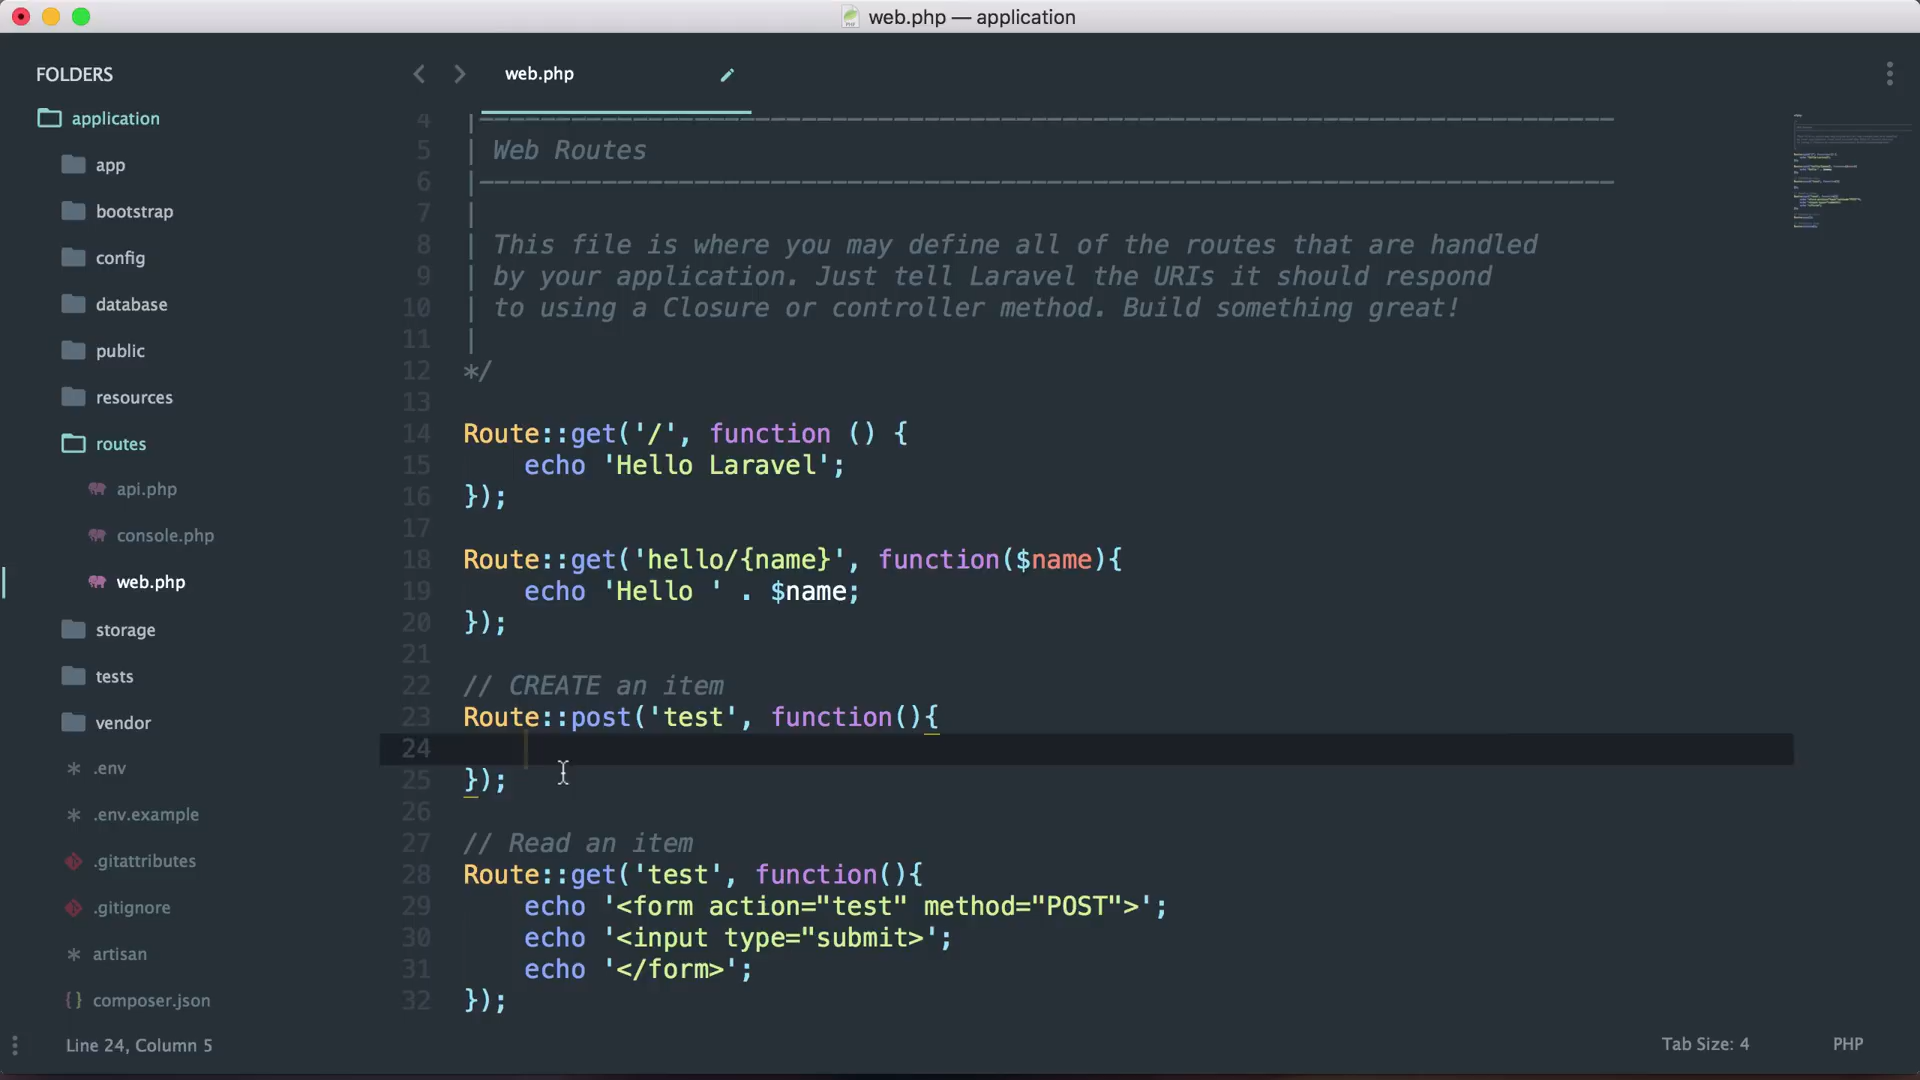 web.php — application
FOLDERS
application
app
bootstrap
config
database
public
resources
routes
api.php
console.php
web.php
storage
tests
vendor
.env
.env.example
.gitattributes
.gitignore
artisan
composer.json
web.php
4 |--------------------------------------------------------------------------
5 | Web Routes
6 |--------------------------------------------------------------------------
7 |
8 | This file is where you may define all of the routes that are handled
9 | by your application. Just tell Laravel the URIs it should respond
10 | to using a Closure or controller method. Build something great!
11 |
12 */
13
14 Route::get('/', function () {
15     echo 'Hello Laravel';
16 });
17
18 Route::get('hello/{name}', function($name){
19     echo 'Hello ' . $name;
20 });
21
22 // CREATE an item
23 Route::post('test', function(){
24
25 });
26
27 // Read an item
28 Route::get('test', function(){
29     echo '<form action="test" method="POST">';
30     echo '<input type="submit>';
31     echo '</form>';
32 });
Line 24, Column 5
Tab Size: 4
PHP